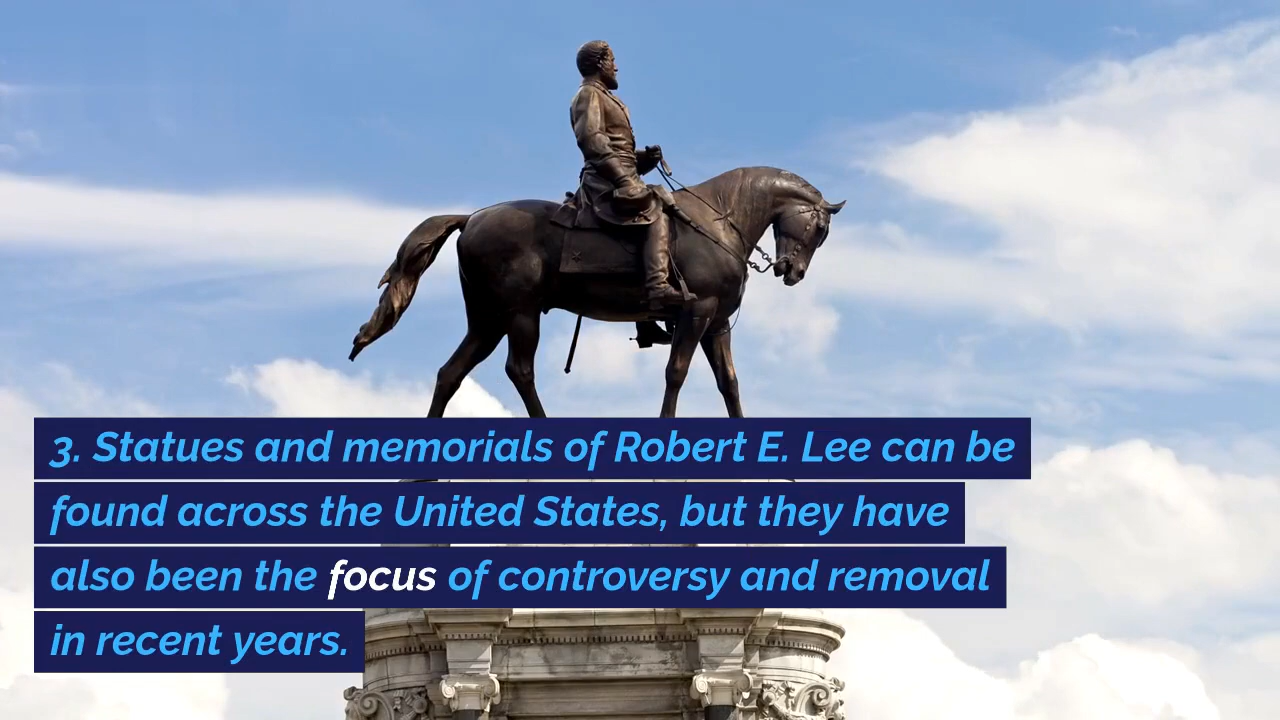 3. Statues and memorials of Robert E. Lee can be
found across the United States, but they have
also been the focus of controversy and removal
in recent years.